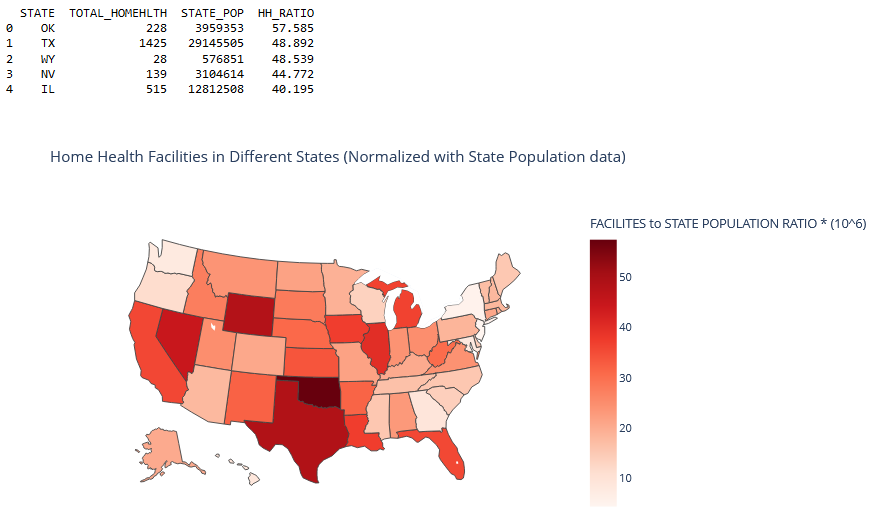 STATE TOTAL_HOMEHLTH STATE_POP HH_RATIO
0 OK 228 3959353 57.585
1 TX 1425 29145505 48.892
2 WY 28 576851 48.539
3 NV 139 3104614 44.772
4 IL 515 12812508 40.195
Home Health Facilities in Different States (Normalized with State Population data)
FACILITES to STATE POPULATION RATIO * (10^6)
50
40
30
20
10